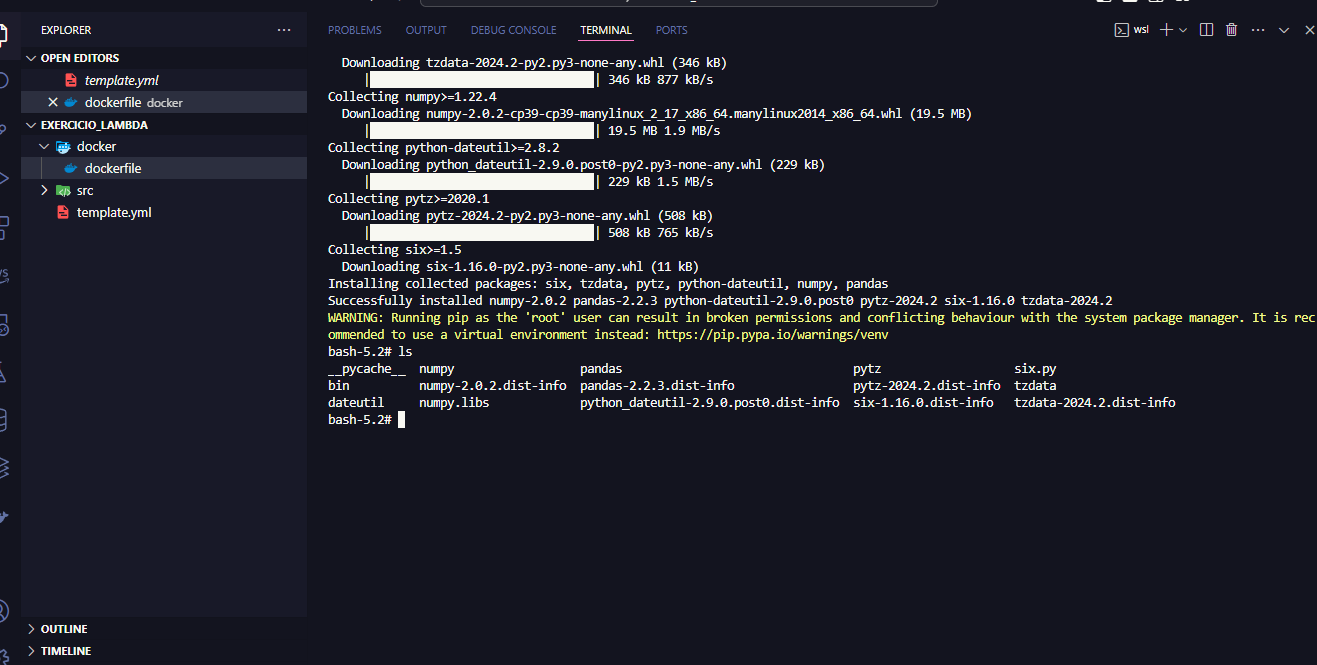 EXPLORER
OPEN EDITORS
template.yml
dockerfile docker
EXERCICIO_LAMBDA
docker
dockerfile
src
template.yml
OUTLINE
TIMELINE
PROBLEMS OUTPUT DEBUG CONSOLE TERMINAL PORTS
wsl
Downloading tzdata-2024.2-py2.py3-none-any.whl (346 kB)
| | 346 kB 877 kB/s
Collecting numpy>=1.22.4
Downloading numpy-2.0.2-cp39-cp39-manylinux_2_17_x86_64.manylinux2014_x86_64.whl (19.5 MB)
| | 19.5 MB 1.9 MB/s
Collecting python-dateutil>=2.8.2
Downloading python_dateutil-2.9.0.post0-py2.py3-none-any.whl (229 kB)
| | 229 kB 1.5 MB/s
Collecting pytz>=2020.1
Downloading pytz-2024.2-py2.py3-none-any.whl (508 kB)
| | 508 kB 765 kB/s
Collecting six>=1.5
Downloading six-1.16.0-py2.py3-none-any.whl (11 kB)
Installing collected packages: six, tzdata, pytz, python-dateutil, numpy, pandas
Successfully installed numpy-2.0.2 pandas-2.2.3 python-dateutil-2.9.0.post0 pytz-2024.2 six-1.16.0 tzdata-2024.2
WARNING: Running pip as the 'root' user can result in broken permissions and conflicting behaviour with the system package manager. It is rec
ommended to use a virtual environment instead: https://pip.pypa.io/warnings/venv
bash-5.2# ls
__pycache__ numpy pandas pytz six.py
bin numpy-2.0.2.dist-info pandas-2.2.3.dist-info pytz-2024.2.dist-info tzdata
dateutil numpy.libs python_dateutil-2.9.0.post0.dist-info six-1.16.0.dist-info tzdata-2024.2.dist-info
bash-5.2#